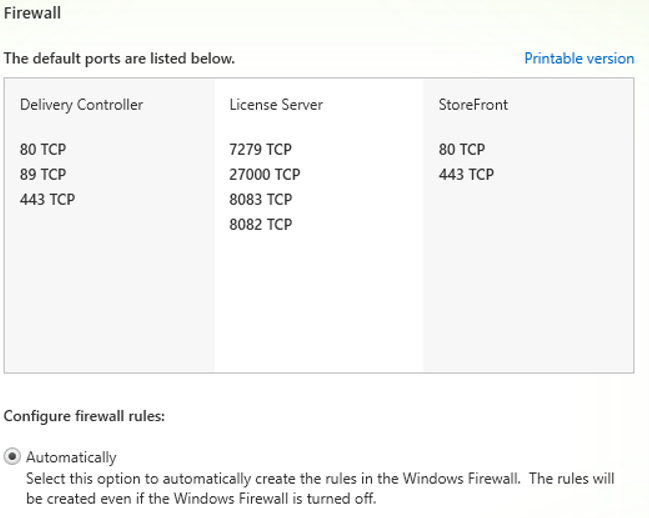 Firewall
The default ports are listed below.
Printable version
Delivery Controller
License Server
StoreFront
80 TCP
7279 TCP
80 TCP
89 TCP
27000 TCP
443 TCP
443 TCP
8083 TCP
8082 TCP
Configure firewall rules:
Automatically
Select this option to automatically create the rules in the Windows Firewall. The rules will
be created even if the Windows Firewall is turned off.